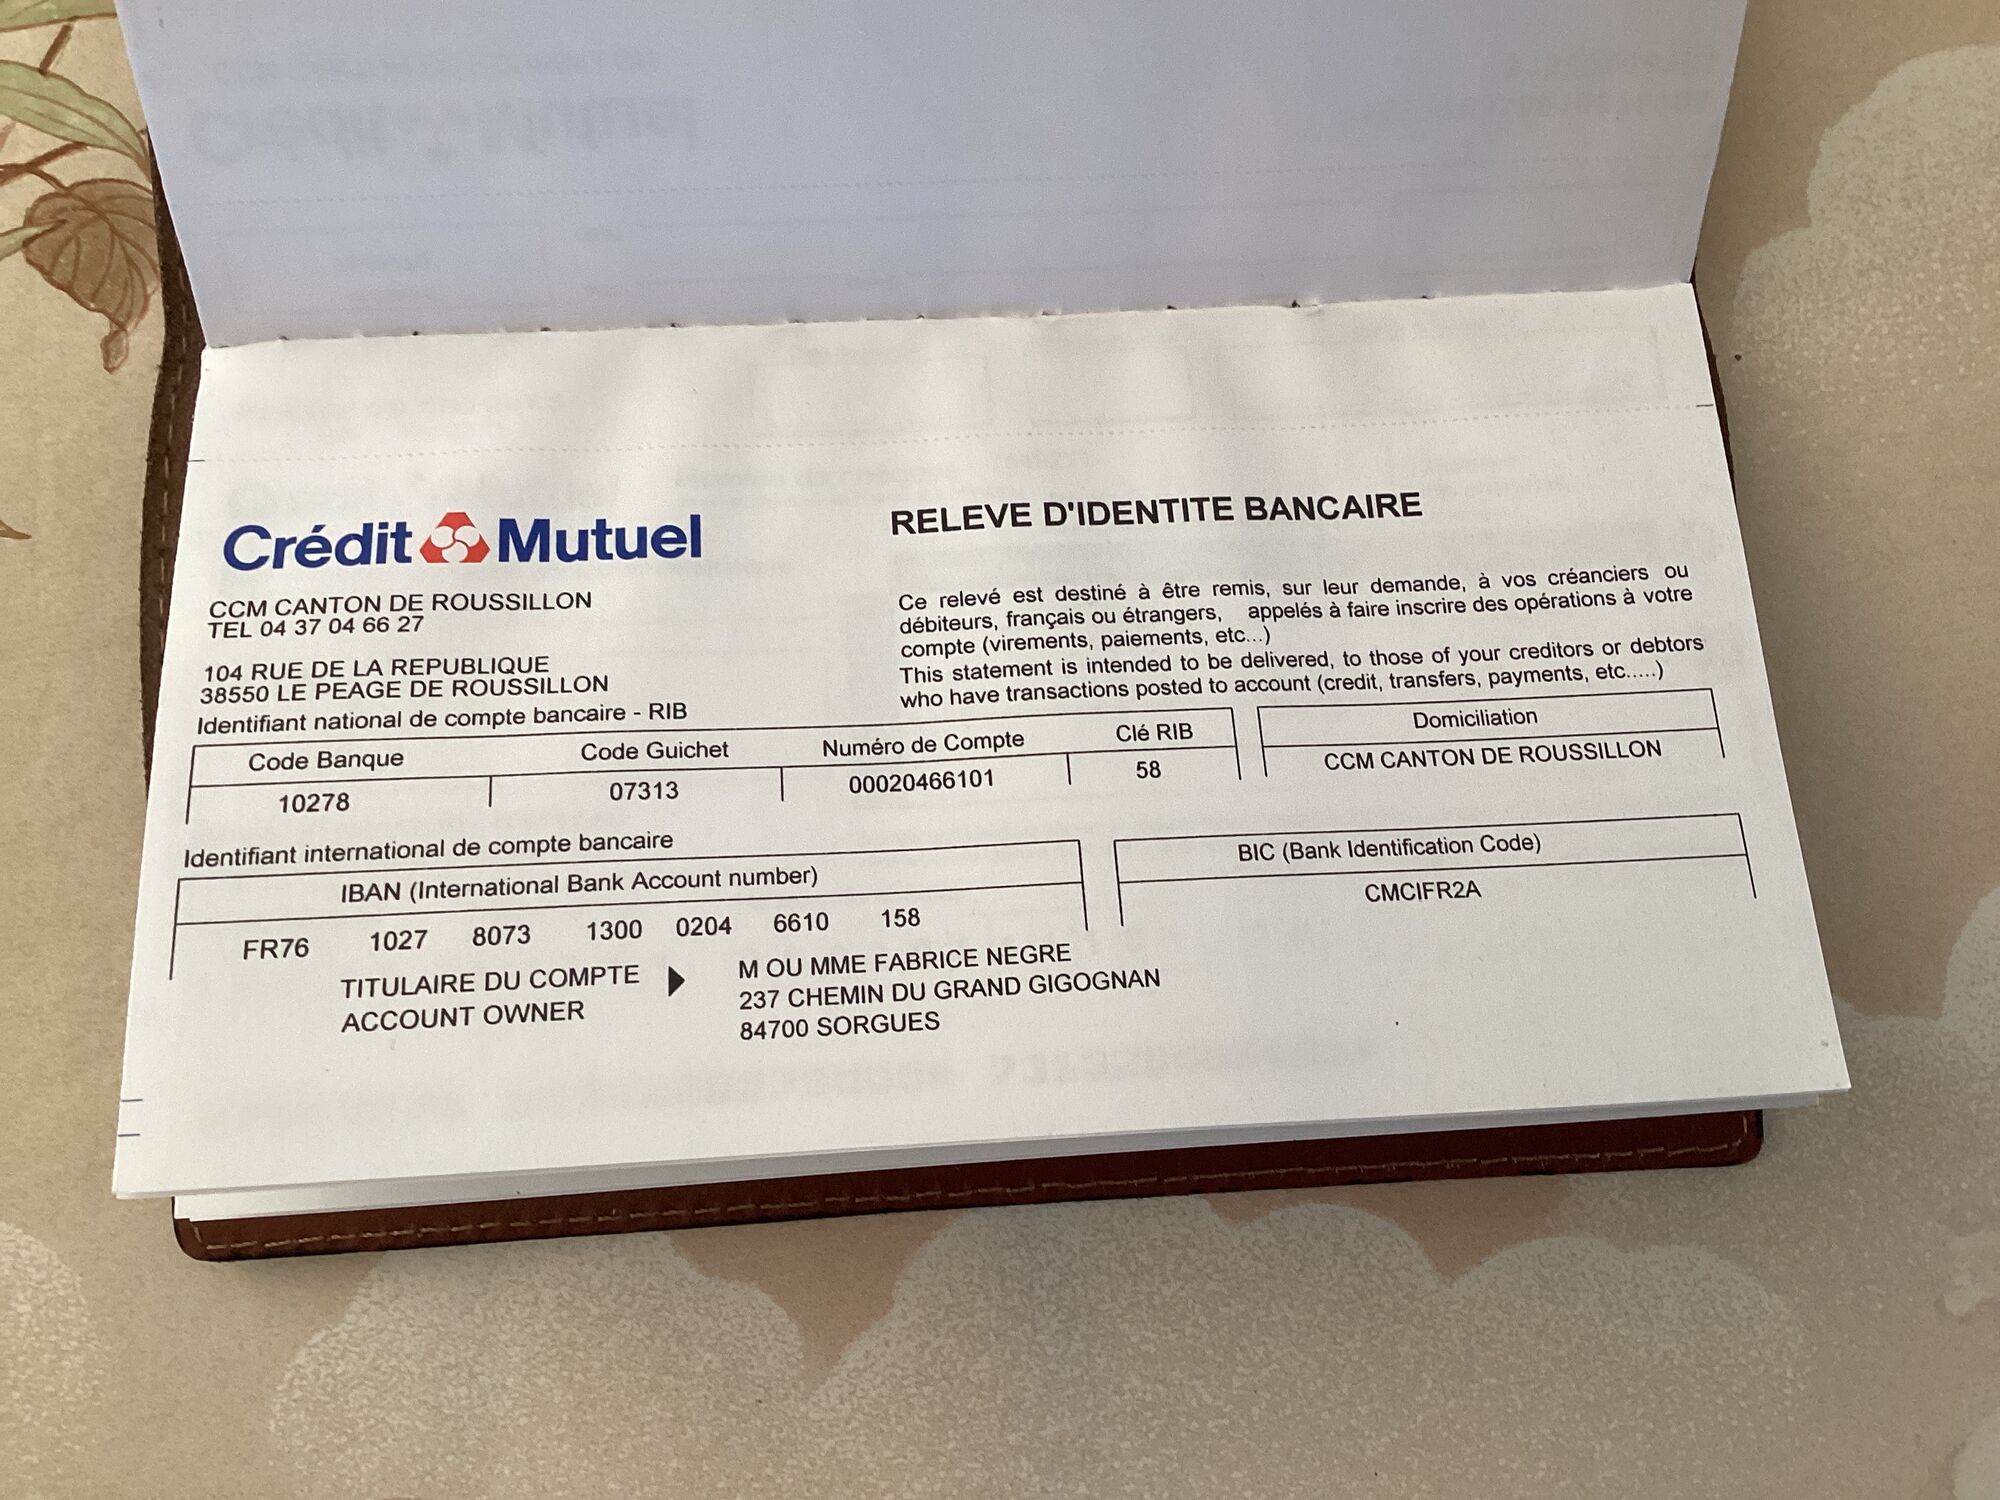 Crédit Mutuel
CCM CANTON DE ROUSSILLON
TEL 04 37 04 66 27
104 RUE DE LA REPUBLIQUE
38550 LE PEAGE DE ROUSSILLON
RELEVE D'IDENTITE BANCAIRE
Ce relevé est destiné à être remis, sur leur demande, à vos créanciers ou
débiteurs, français ou étrangers, appelés à faire inscrire des opérations à votre
compte (virements, paiements, etc...)
This statement is intended to be delivered, to those of your creditors or debtors
who have transactions posted to account (credit, transfers, payments, etc.....)
Identifiant national de compte bancaire - RIB
Code Banque Code Guichet Numéro de Compte Clé RIB Domiciliation
10278 07313 00020466101 58 CCM CANTON DE ROUSSILLON
Identifiant international de compte bancaire
IBAN (International Bank Account number) BIC (Bank Identification Code)
FR76 1027 8073 1300 0204 6610 158 CMCIFR2A
TITULAIRE DU COMPTE M OU MME FABRICE NEGRE
ACCOUNT OWNER 237 CHEMIN DU GRAND GIGOGNAN
84700 SORGUES